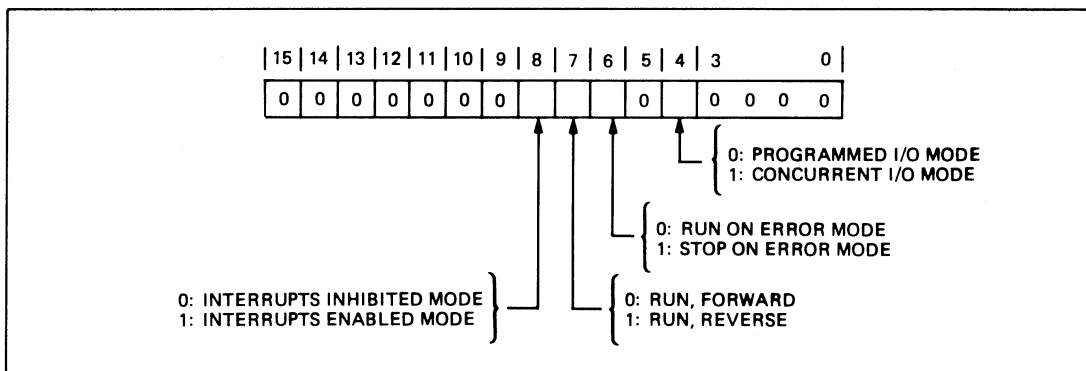 15 | 14 | 13 | 12 | 11 | 10 | 9 | 8 | 7 | 6 | 5 | 4 | 3 0
0 0 0 0 0 0 0 0 0 0 0 0
0: PROGRAMMED I/O MODE
1: CONCURRENT I/O MODE
0: RUN ON ERROR MODE
1: STOP ON ERROR MODE
0: INTERRUPTS INHIBITED MODE
1: INTERRUPTS ENABLED MODE
0: RUN, FORWARD
1: RUN, REVERSE